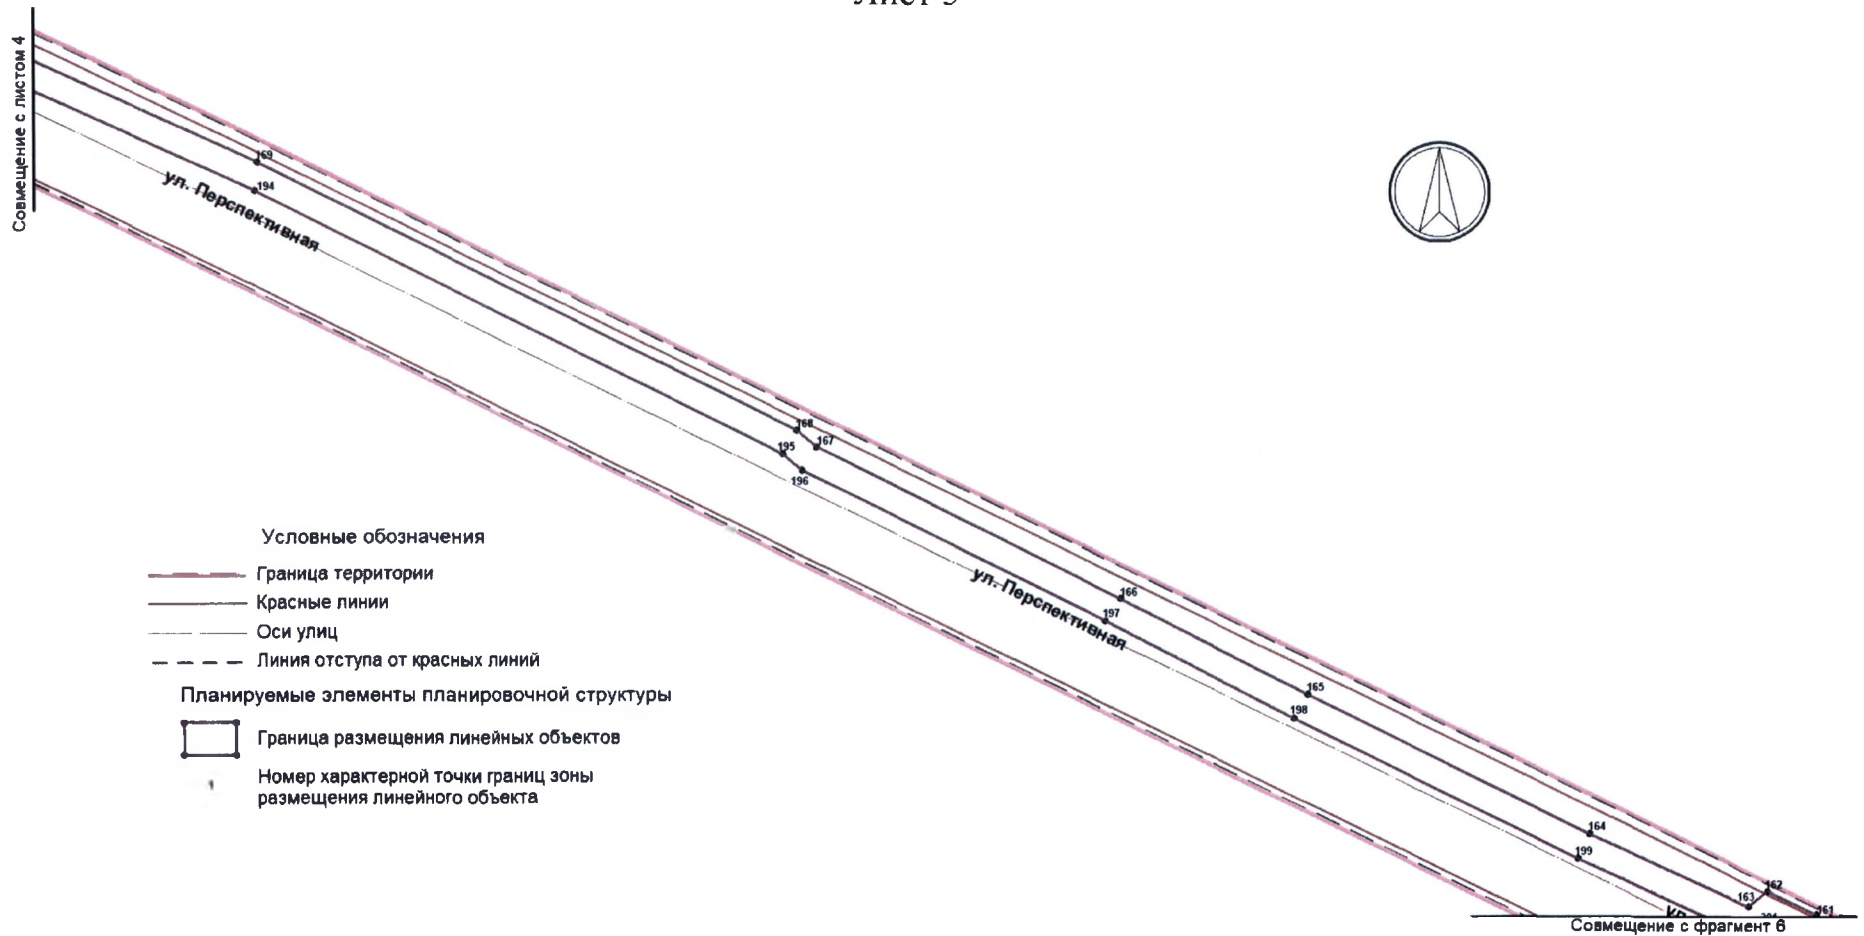 Совмещение с листом 4
169
194
ул. Перспективная
168
167
195
196
ул. Перспективная
166
197
165
198
164
199
162
163
161
Совмещение с фрагмент 6
Условные обозначения
Граница территории
Красные линии
Оси улиц
Линия отступа от красных линий
Планируемые элементы планировочной структуры
Граница размещения линейных объектов
Номер характерной точки границ зоны
размещения линейного объекта